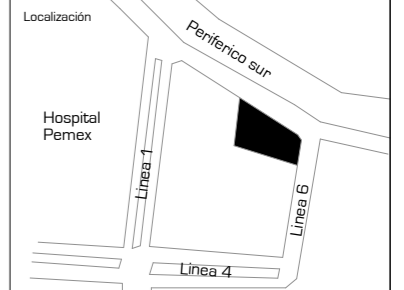 Localización
Periferico sur
Hospital
Pemex
Linea 1
Linea 6
Linea 4